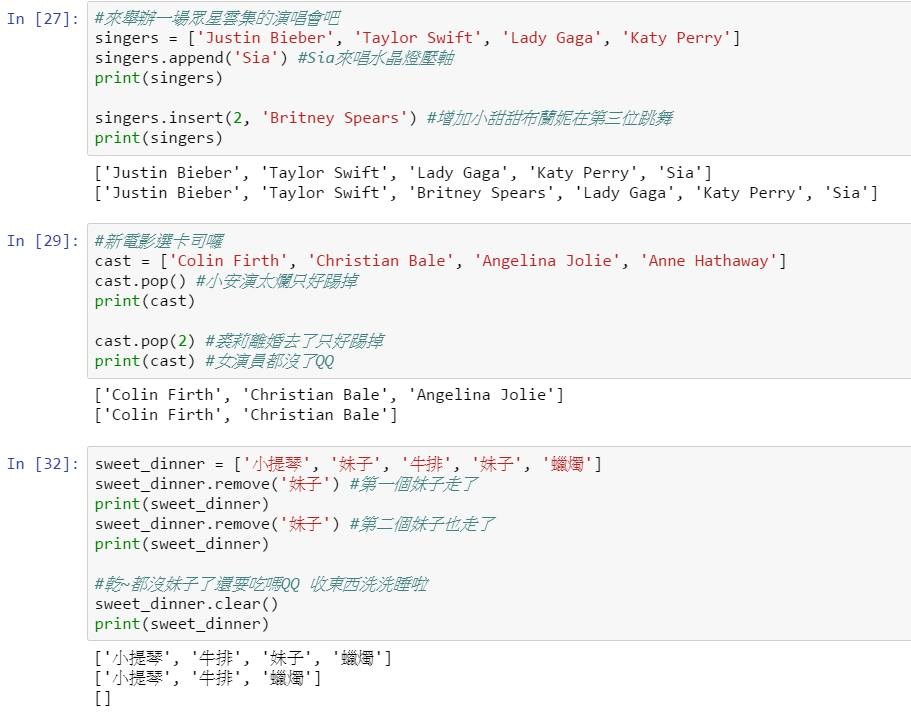 In [27]: #來舉辦一場眾星雲集的演唱會吧
singers = ['Justin Bieber', 'Taylor Swift', 'Lady Gaga', 'Katy Perry']
singers.append('Sia') #Sia來唱水晶燈壓軸
print(singers)
singers.insert(2, 'Britney Spears') #增加小甜甜布蘭妮在第三位跳舞
print(singers)
['Justin Bieber', 'Taylor Swift', 'Lady Gaga', 'Katy Perry', 'Sia']
['Justin Bieber', 'Taylor Swift', 'Britney Spears', 'Lady Gaga', 'Katy Perry', 'Sia']
In [29]: #新電影選卡司囉
cast = ['Colin Firth', 'Christian Bale', 'Angelina Jolie', 'Anne Hathaway']
cast.pop() #小安演太爛只好踢掉
print(cast)
cast.pop(2) #裘莉離婚去了只好踢掉
print(cast) #女演員都沒了QQ
['Colin Firth', 'Christian Bale', 'Angelina Jolie']
['Colin Firth', 'Christian Bale']
In [32]: sweet_dinner = ['小提琴', '妹子', '牛排', '妹子', '蠟燭']
sweet_dinner.remove('妹子') #第一個妹子走了
print(sweet_dinner)
sweet_dinner.remove('妹子') #第二個妹子也走了
print(sweet_dinner)
#乾~都沒妹子了還要吃嗎QQ 收東西洗洗睡啦
sweet_dinner.clear()
print(sweet_dinner)
['小提琴', '牛排', '妹子', '蠟燭']
['小提琴', '牛排', '蠟燭']
[]